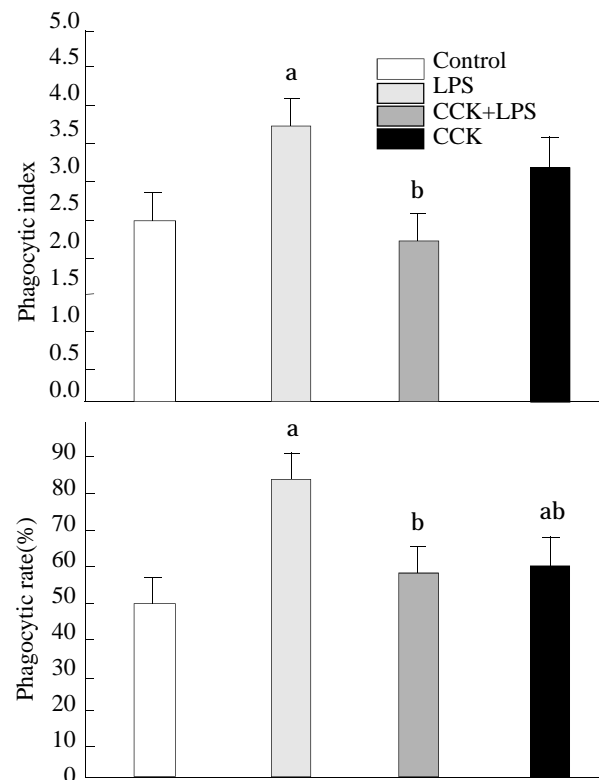 5.0
4.5
4.0
3.5
3.0
2.5
2.0
1.5
1.0
0.5
0.0
Phagocytic index
a
b
Control
LPS
CCK+LPS
CCK
90
80
70
60
50
40
30
20
10
0
Phagocytic rate(%)
a
b
ab